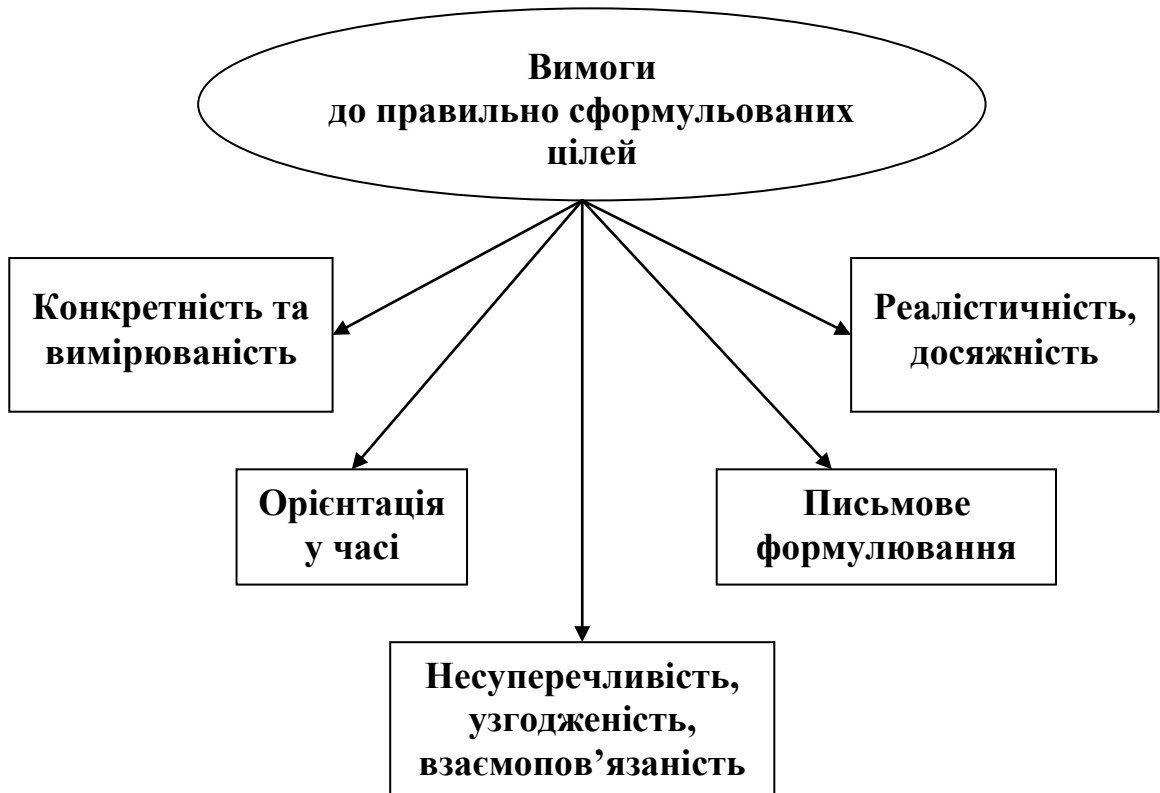 Вимоги
до правильно сформульованих
цілей
Конкретність та
вимірюваність
Реалістичність,
досяжність
Орієнтація
у часі
Письмове
формулювання
Несуперечливість,
узгодженість,
взаємопов’язаність